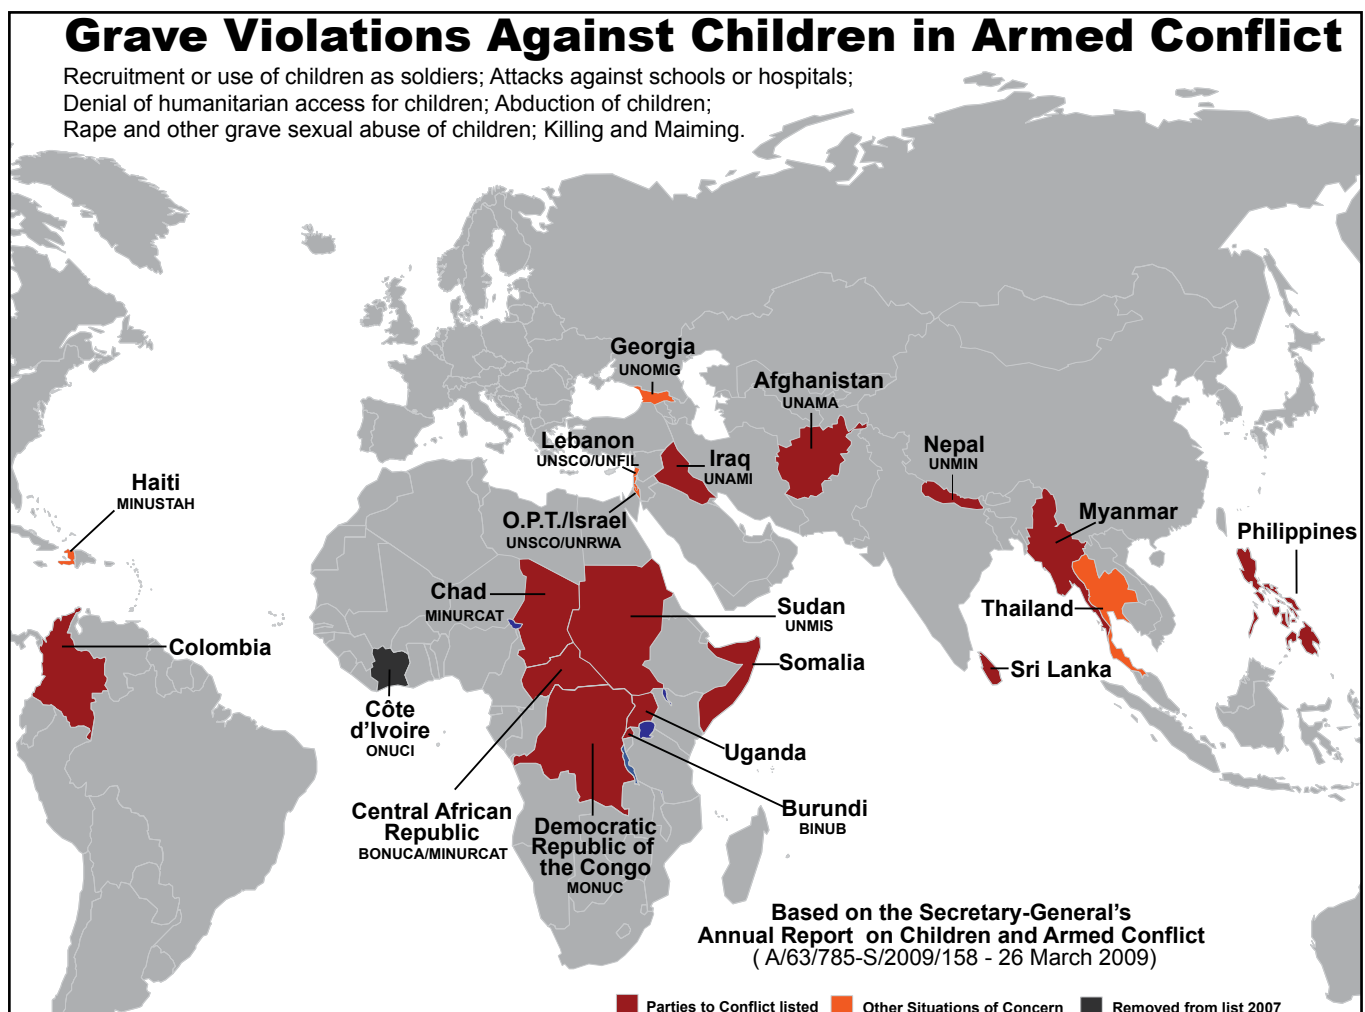 Grave Violations Against Children in Armed Conflict
Recruitment or use of children as soldiers; Attacks against schools or hospitals;
Denial of humanitarian access for children; Abduction of children;
Rape and other grave sexual abuse of children; Killing and Maiming.
Georgia
UNOMIG
Afghanistan
UNAMA
Lebanon
UNSCO/UNFIL
Iraq
UNAMI
Nepal
UNMIN
Haiti
MINUSTAH
O.P.T./Israel
UNSCO/UNRWA
Myanmar
Philippines
Chad
MINURCAT
Sudan
UNMIS
Thailand
Colombia
Somalia
Sri Lanka
Côte
d'Ivoire
ONUCI
Uganda
Burundi
BINUB
Central African
Republic
BONUCA/MINURCAT
Democratic
Republic of
the Congo
MONUC
Based on the Secretary-General's
Annual Report on Children and Armed Conflict
( A/63/785-S/2009/158 - 26 March 2009)
Parties to Conflict listed
Other Situations of Concern
Removed from list 2007